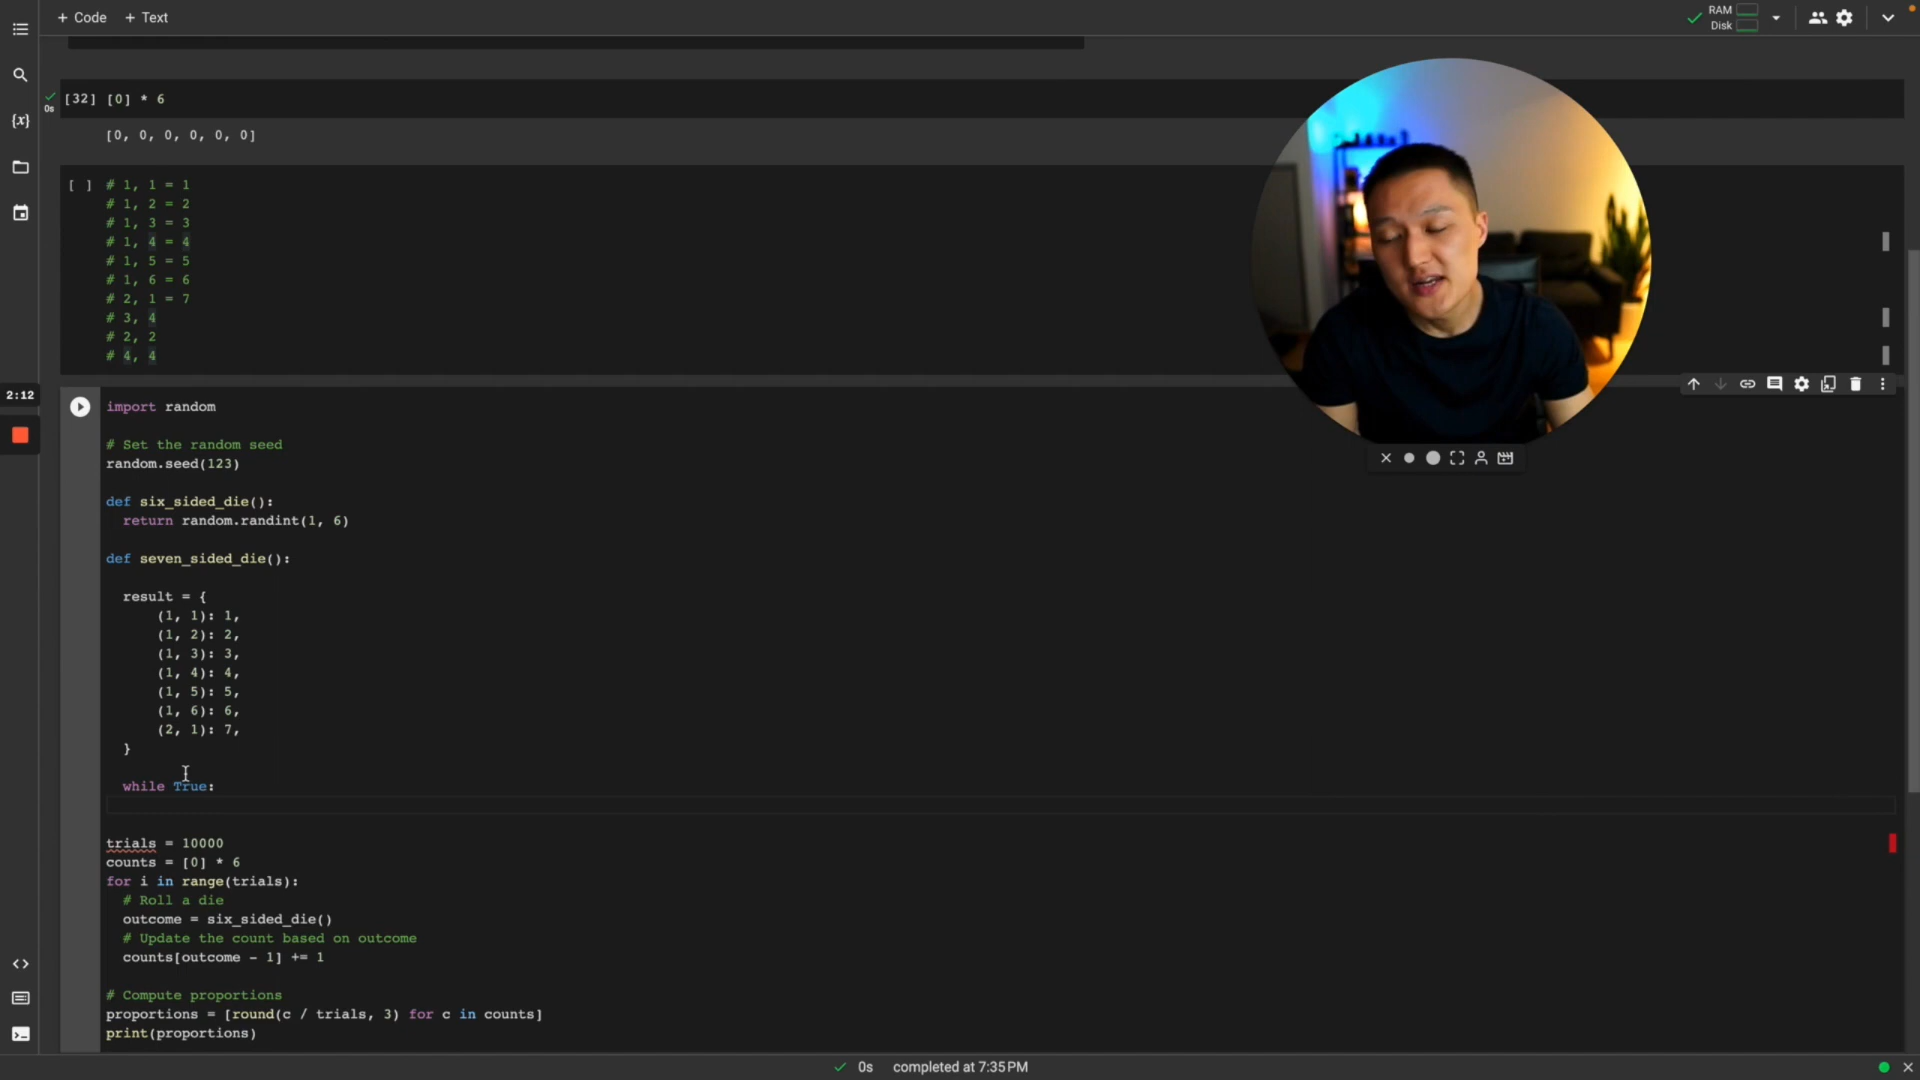 + Code + Text
RAM
Disk
[32] [0] * 6
0s
[0, 0, 0, 0, 0, 0]
[ ] # 1, 1 = 1
# 1, 2 = 2
# 1, 3 = 3
# 1, 4 = 4
# 1, 5 = 5
# 1, 6 = 6
# 2, 1 = 7
# 3, 4
# 2, 2
# 4, 4
2:12
import random
# Set the random seed
random.seed(123)
def six_sided_die():
return random.randint(1, 6)
def seven_sided_die():
result = {
(1, 1): 1,
(1, 2): 2,
(1, 3): 3,
(1, 4): 4,
(1, 5): 5,
(1, 6): 6,
(2, 1): 7,
}
while True:
trials = 10000
counts = [0] * 6
for i in range(trials):
# Roll a die
outcome = six_sided_die()
# Update the count based on outcome
counts[outcome - 1] += 1
# Compute proportions
proportions = [round(c / trials, 3) for c in counts]
print(proportions)
0s completed at 7:35 PM